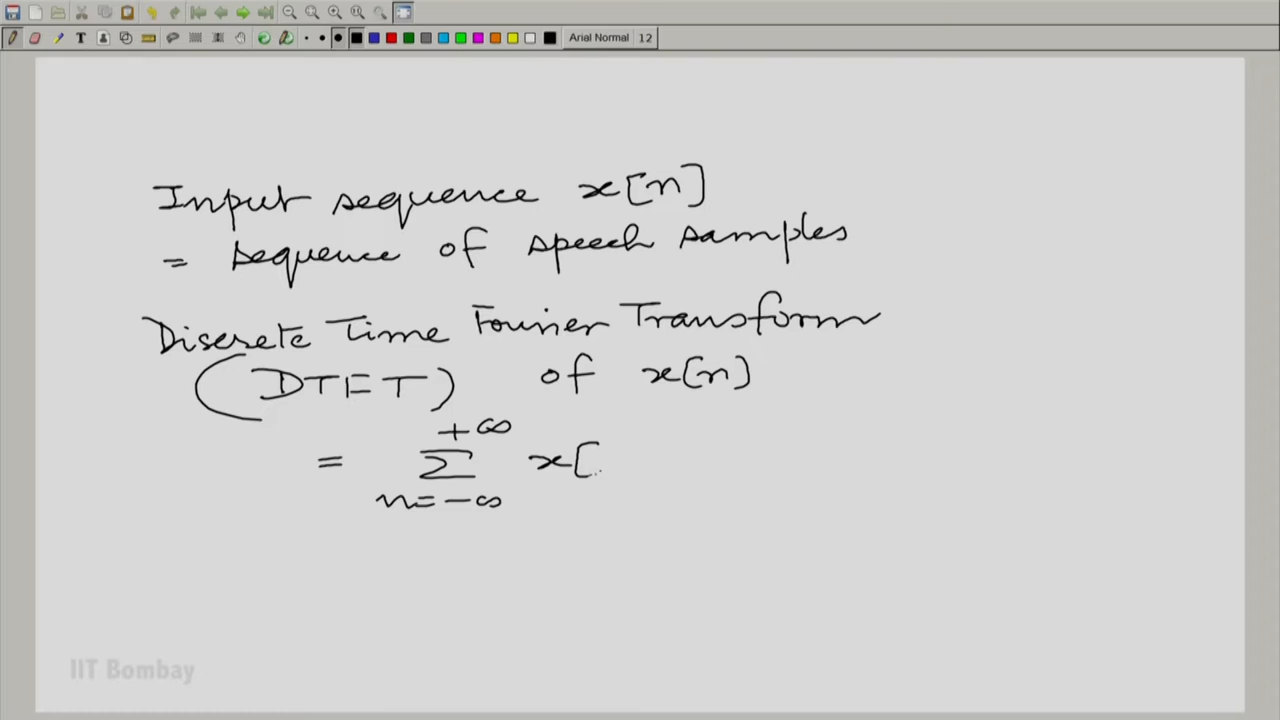 Arial Normal 12
Input sequence x[n]
= sequence of speech samples
Discrete Time Fourier Transform
(DTFT) of x[n]
+∞
= Σ x[
n=-∞
IIT Bombay